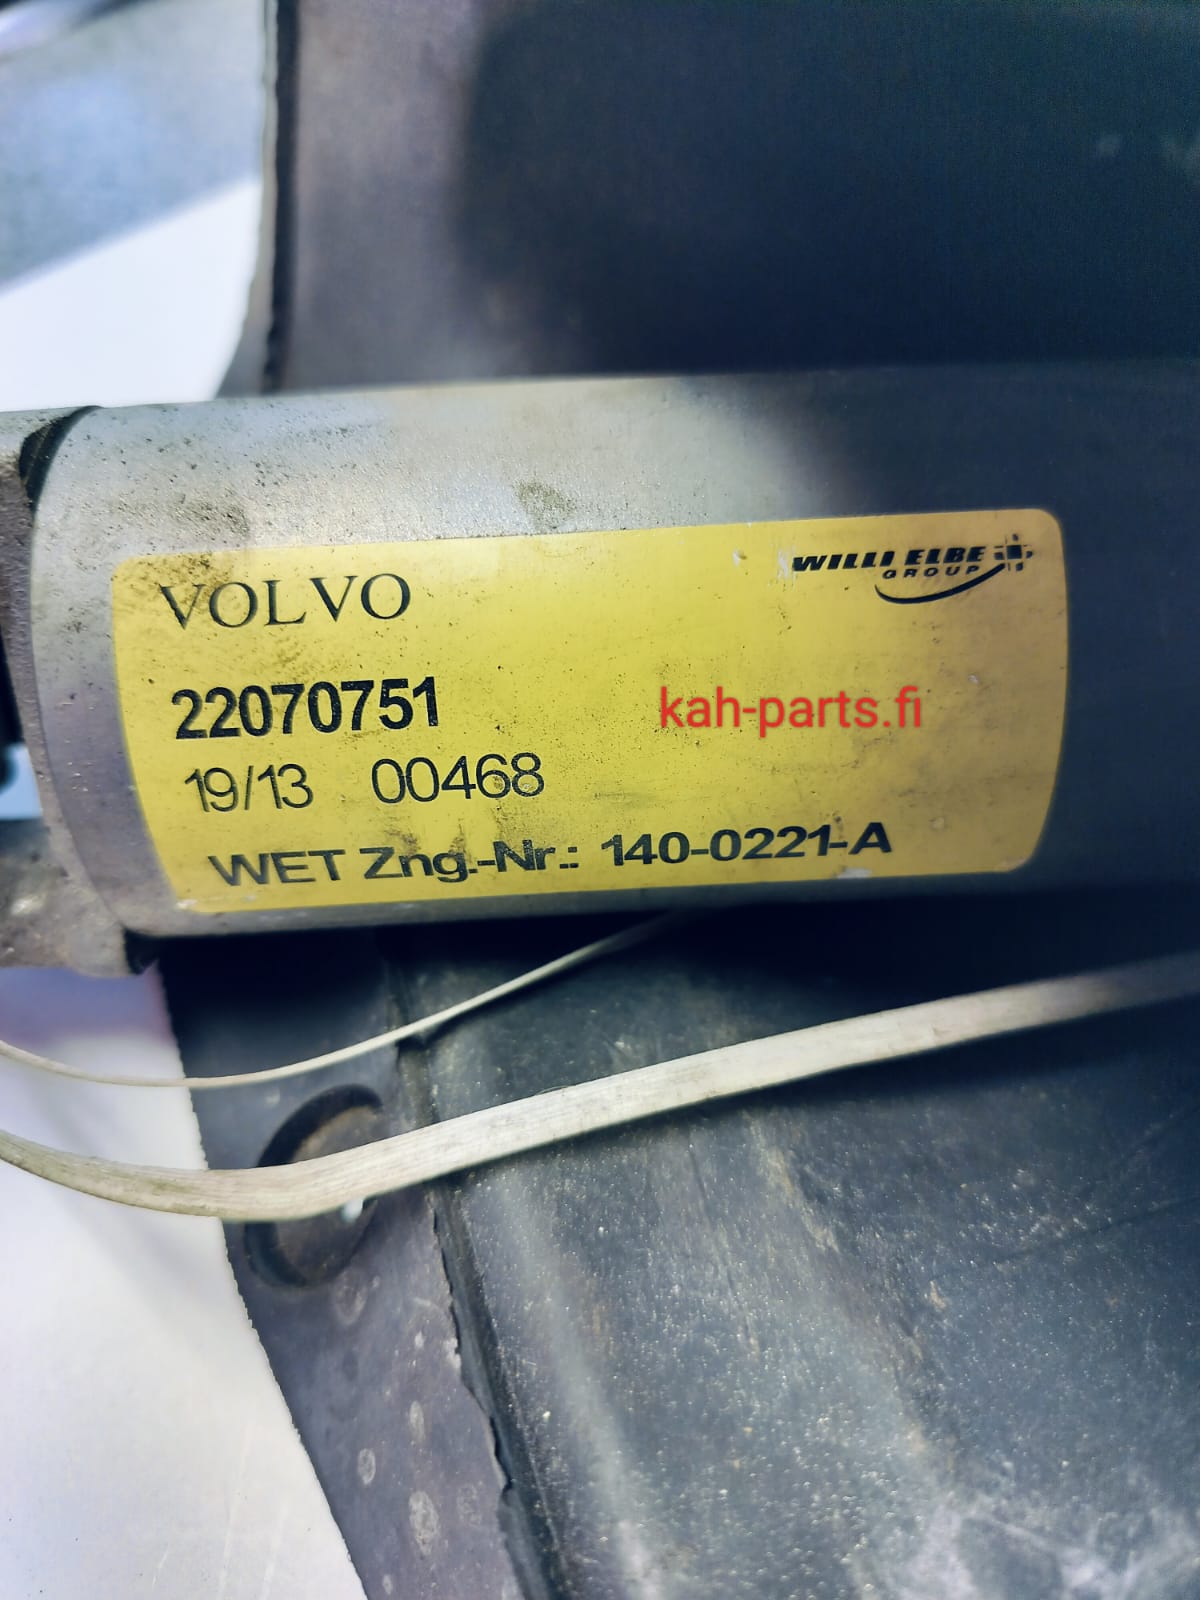 VOLVO
WILLI ELBE
GROUP
22070751
kah-parts.fi
19/13 00468
WET Zng.-Nr.: 140-0221-A